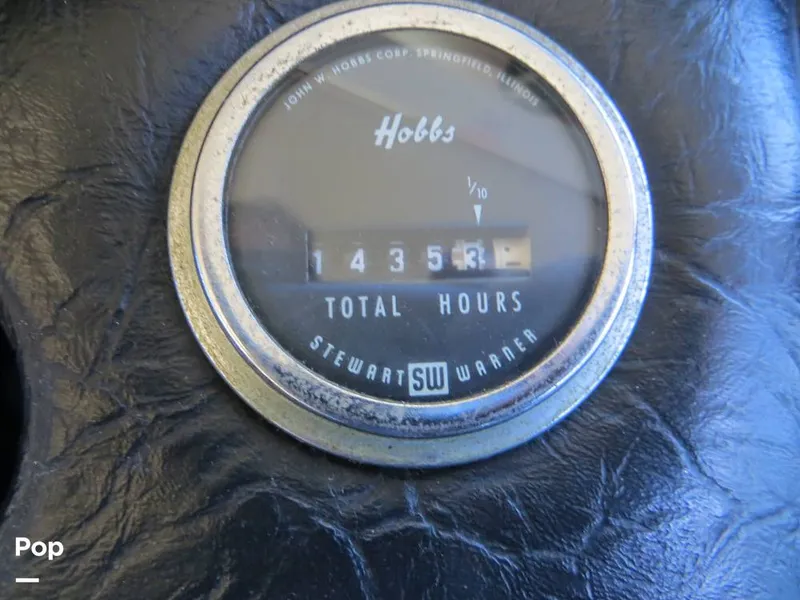 JOHN W. HOBBS CORP. SPRINGFIELD, ILLINOIS
Hobbs
1/10
1 4 3 5 3
TOTAL HOURS
STEWART SW WARNER
Pop